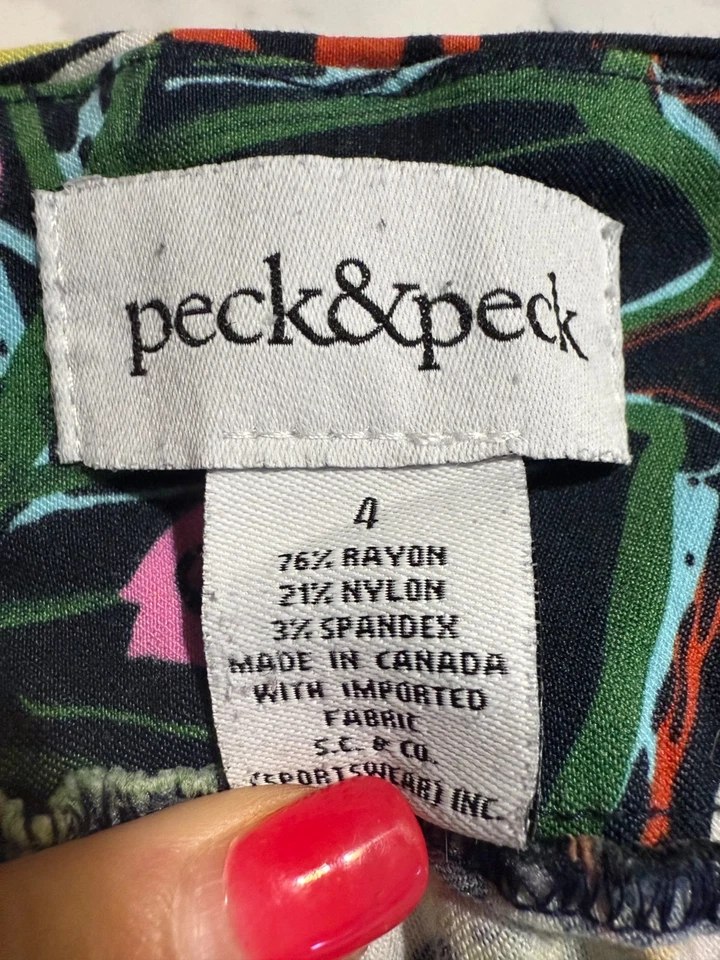 peck&peck
4
76% RAYON
21% NYLON
3% SPANDEX
MADE IN CANADA
WITH IMPORTED
FABRIC
S.C. & CO.
(SPORTSWEAR) INC.